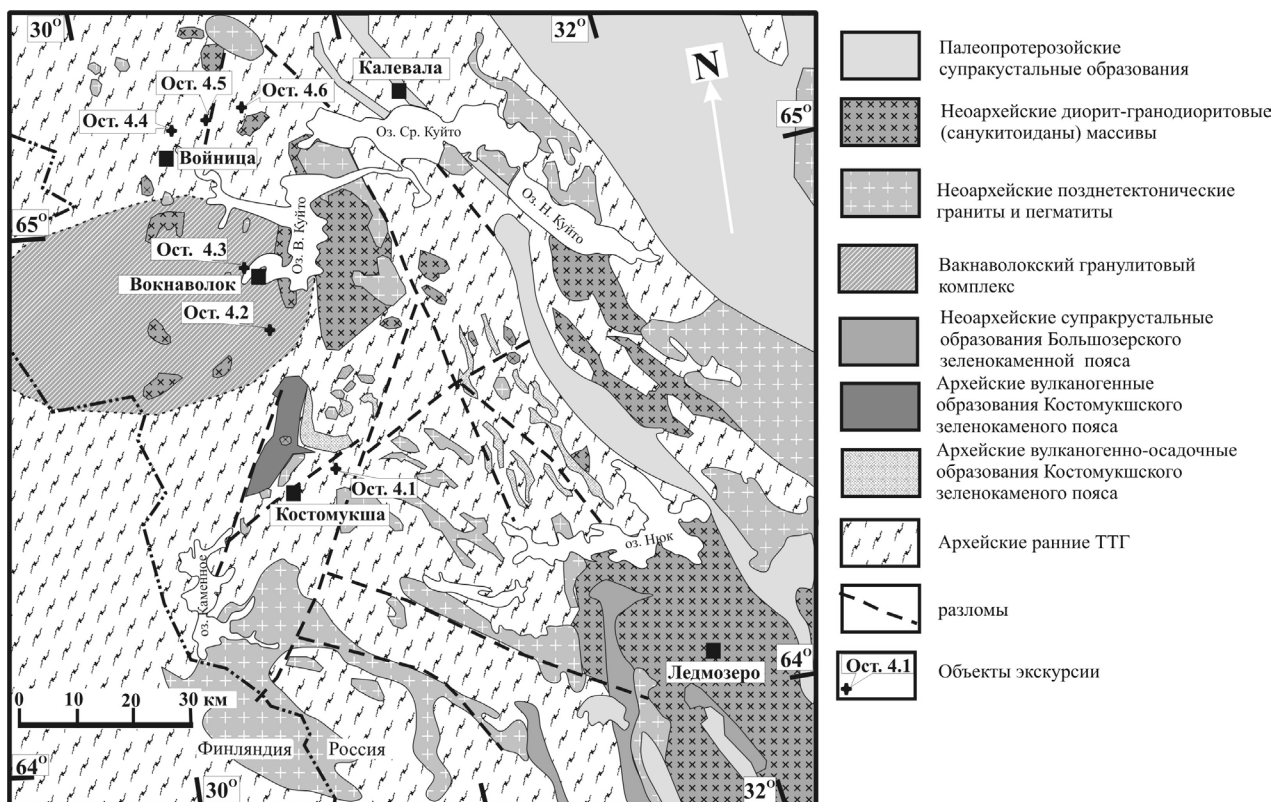 30°
32°
N
Ост. 4.5
Калевала
Ост. 4.6
Ост. 4.4
Оз. Ср. Куйто
65°
Войница
65°
Оз. В. Куйто
Оз. Н. Куйто
Ост. 4.3
Вокнаволок
Ост. 4.2
Ост. 4.1
Костомукша
оз. Нюк
оз. Каменное
64°
Ледмозеро
0 10 20 30 км
Финляндия Россия
64°
30°
32°
Палеопротерозойские
супракустальные образования
Неоархейские диорит-гранодиоритовые
(санукитоиданы) массивы
Неоархейские позднетектонические
граниты и пегматиты
Вакнаволокский гранулитовый
комплекс
Неоархейские супракрустальные
образования Большозерского
зеленокаменной пояса
Архейские вулканогенные
образования Костомукшского
зеленокаменого пояса
Архейские вулканогенно-осадочные
образования Костомукшского
зеленокаменого пояса
Архейские ранние ТТГ
разломы
Ост. 4.1
Объекты экскурсии